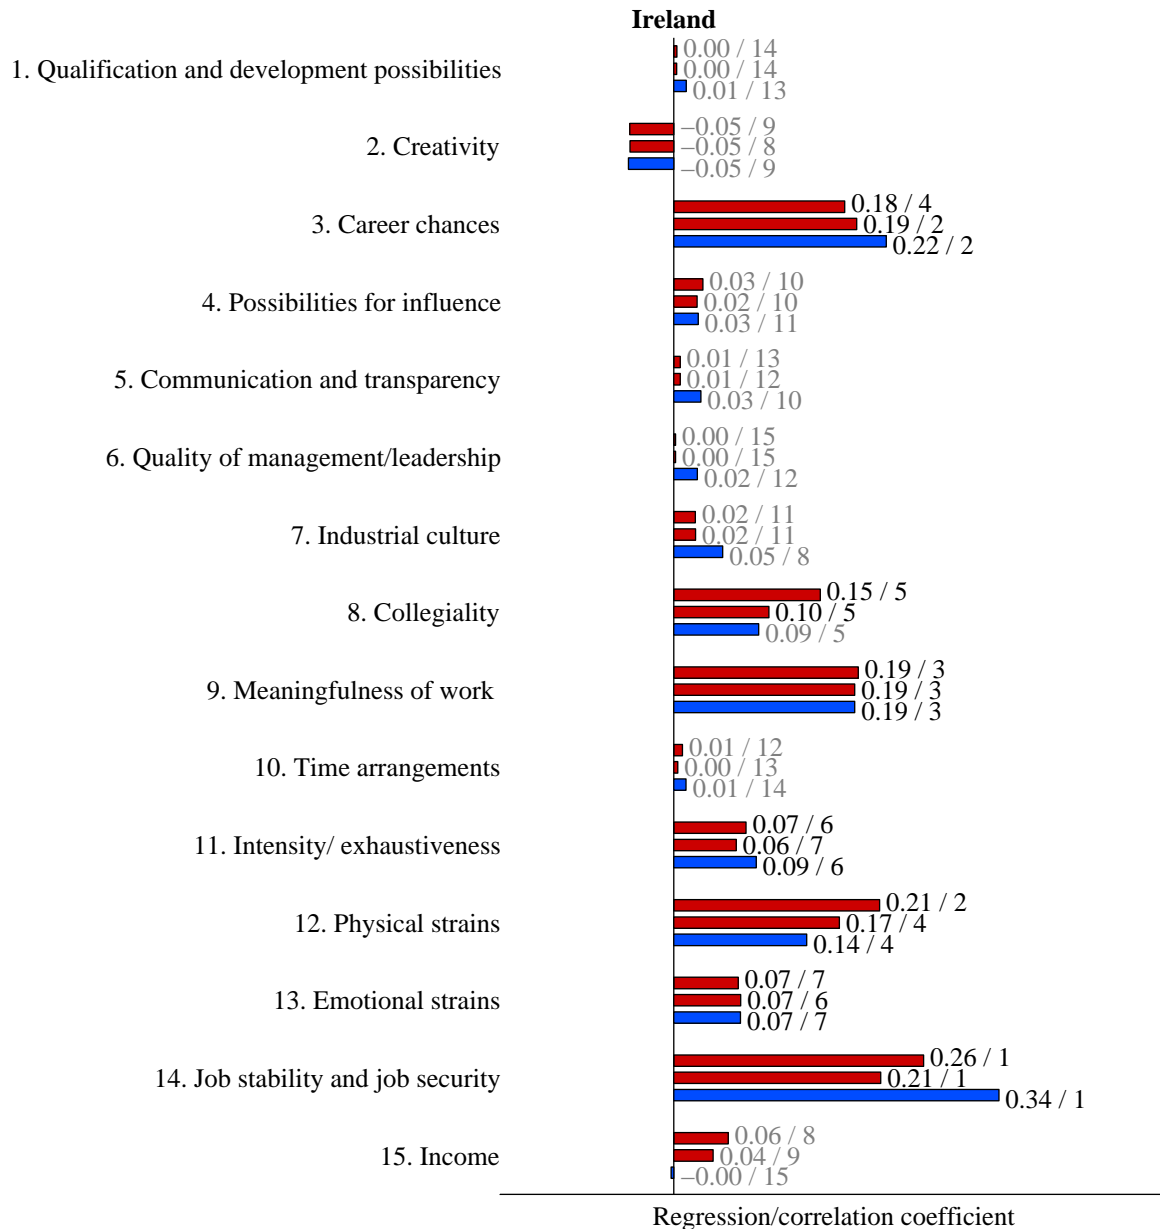 Ireland
1. Qualification and development possibilities
0.00 / 14
0.00 / 14
0.01 / 13
2. Creativity
–0.05 / 9
–0.05 / 8
–0.05 / 9
3. Career chances
0.18 / 4
0.19 / 2
0.22 / 2
4. Possibilities for influence
0.03 / 10
0.02 / 10
0.03 / 11
5. Communication and transparency
0.01 / 13
0.01 / 12
0.03 / 10
6. Quality of management/leadership
0.00 / 15
0.00 / 15
0.02 / 12
7. Industrial culture
0.02 / 11
0.02 / 11
0.05 / 8
8. Collegiality
0.15 / 5
0.10 / 5
0.09 / 5
9. Meaningfulness of work
0.19 / 3
0.19 / 3
0.19 / 3
10. Time arrangements
0.01 / 12
0.00 / 13
0.01 / 14
11. Intensity/ exhaustiveness
0.07 / 6
0.06 / 7
0.09 / 6
12. Physical strains
0.21 / 2
0.17 / 4
0.14 / 4
13. Emotional strains
0.07 / 7
0.07 / 6
0.07 / 7
14. Job stability and job security
0.26 / 1
0.21 / 1
0.34 / 1
15. Income
0.06 / 8
0.04 / 9
–0.00 / 15
Regression/correlation coefficient